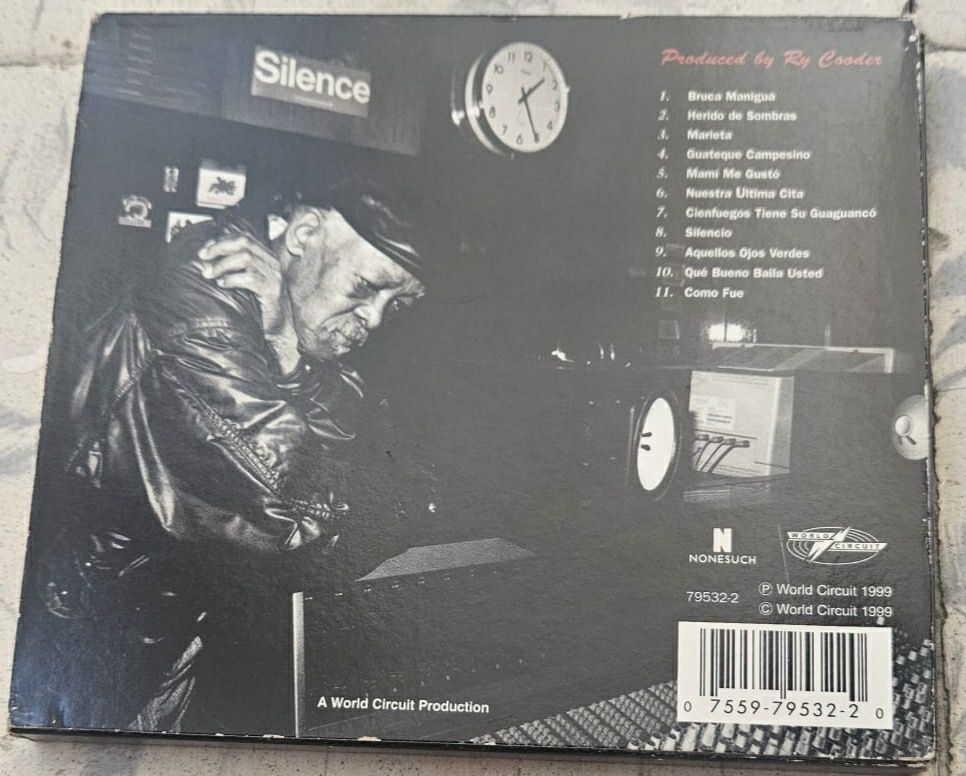 Silence
Produced by Ry Cooder
1. Bruca Maniguá
2. Herido de Sombras
3. Marieta
4. Guateque Campesino
5. Mamí Me Gustó
6. Nuestra Última Cita
7. Cienfuegos Tiene Su Guaguancó
8. Silencio
9. Aquellos Ojos Verdes
10. Qué Bueno Baila Usted
11. Como Fue
N
NONESUCH
WORLD CIRCUIT
79532-2
Ⓟ World Circuit 1999
© World Circuit 1999
A World Circuit Production
0 7559-79532-2 0